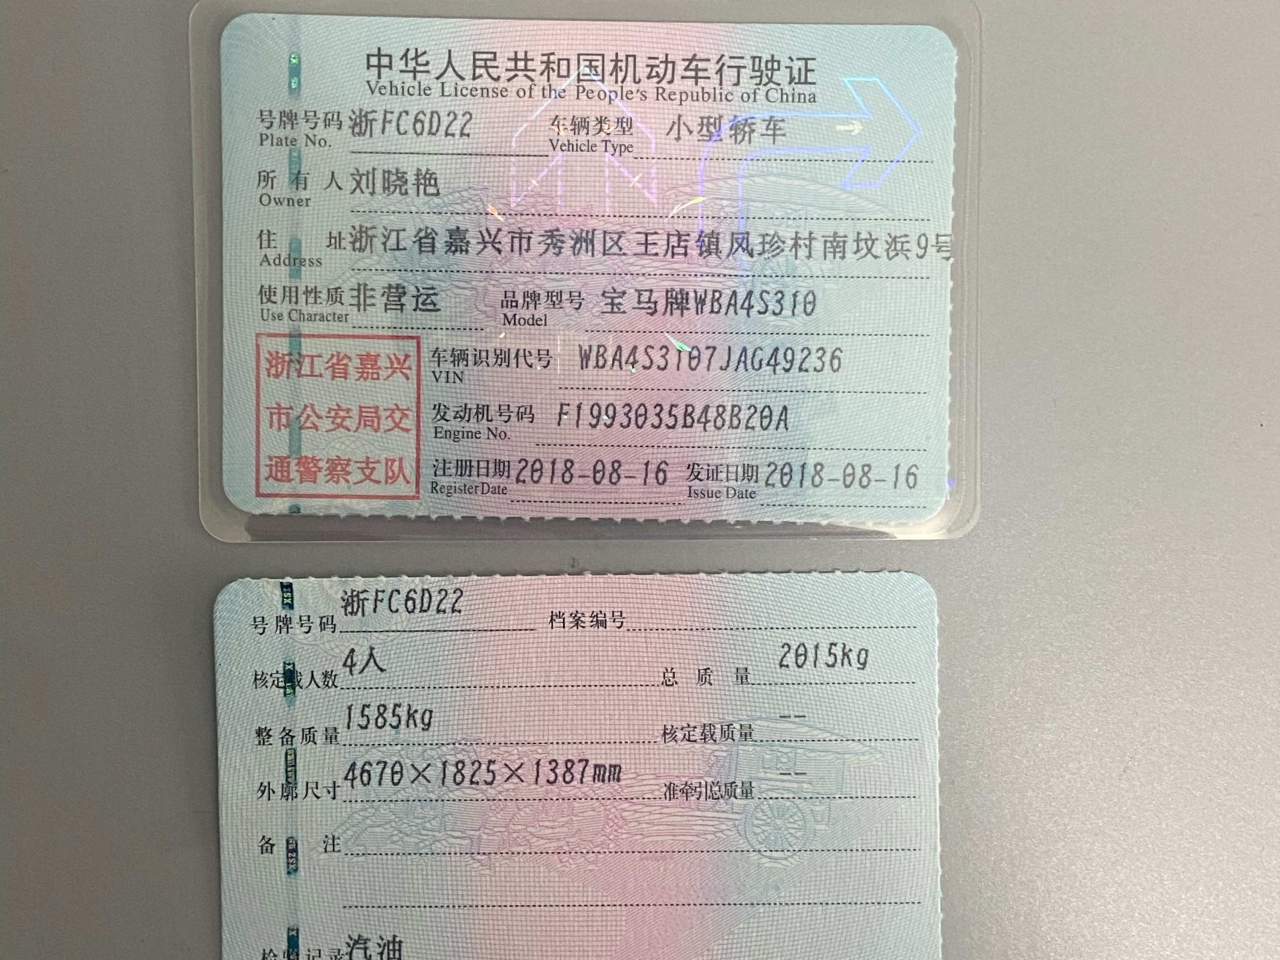 中华人民共和国机动车行驶证
Vehicle License of the People's Republic of China
号牌号码 浙FC6D22 车辆类型 小型轿车
Plate No. Vehicle Type
所有人 刘晓艳
Owner
住址 浙江省嘉兴市秀洲区王店镇凤珍村南坟浜9号
Address
使用性质 非营运 品牌型号 宝马牌WBA4S310
Use Character Model
浙江省嘉兴
市公安局交
通警察支队
车辆识别代号 WBA4S3107JAG49236
VIN
发动机号码 F1993035B48B20A
Engine No.
注册日期 2018-08-16 发证日期 2018-08-16
Register Date Issue Date
号牌号码 浙FC6D22 档案编号
核定载人数 4人 总质量 2015kg
整备质量 1585kg 核定载质量 --
外廓尺寸 4670×1825×1387mm 准牵引总质量 --
备注
检验记录 汽油